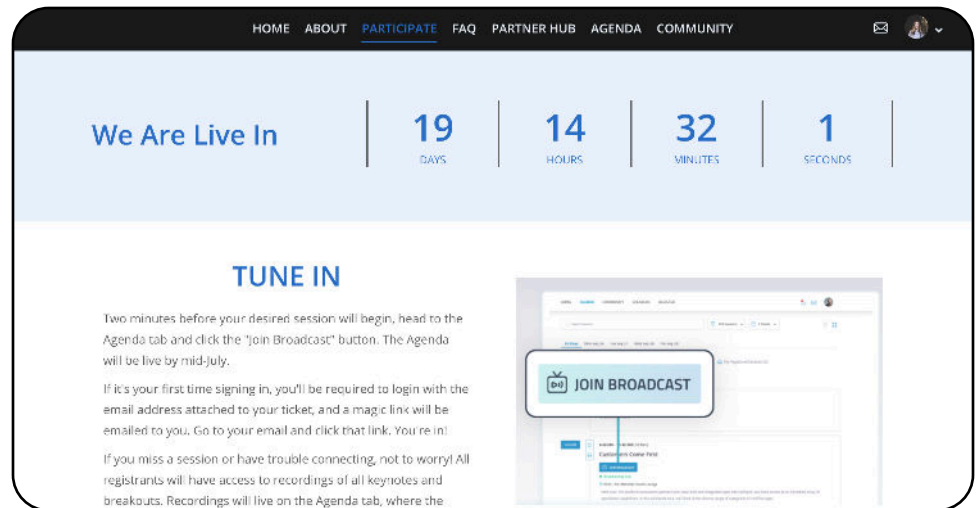 HOME ABOUT PARTICIPATE FAQ PARTNER HUB AGENDA COMMUNITY
We Are Live In
19 14 32 1
DAYS HOURS MINUTES SECONDS
TUNE IN
Two minutes before your desired session will begin, head to the
Agenda tab and click the "Join Broadcast" button. The Agenda
will be live by mid-July.
If it's your first time signing in, you'll be required to login with the
email address attached to your ticket, and a magic link will be
emailed to you. Go to your email and click that link. You're in!
If you miss a session or have trouble connecting, not to worry! All
registrants will have access to recordings of all keynotes and
breakouts. Recordings will live on the Agenda tab, where the
JOIN BROADCAST
Customers Come First